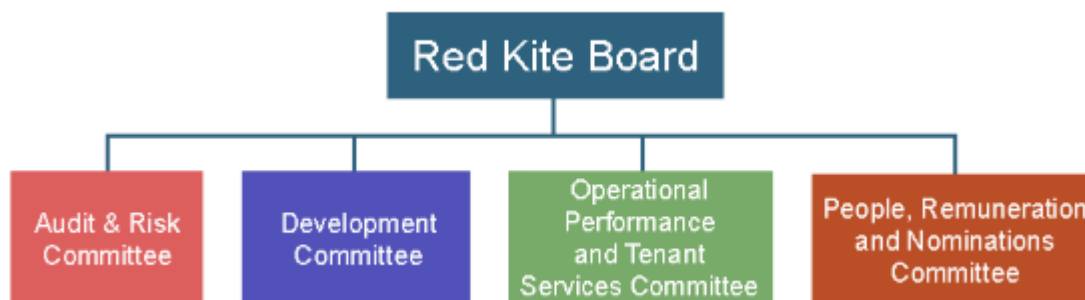 Red Kite Board
Audit & Risk
Committee
Development
Committee
Operational
Performance
and Tenant
Services Committee
People, Remuneration
and Nominations
Committee